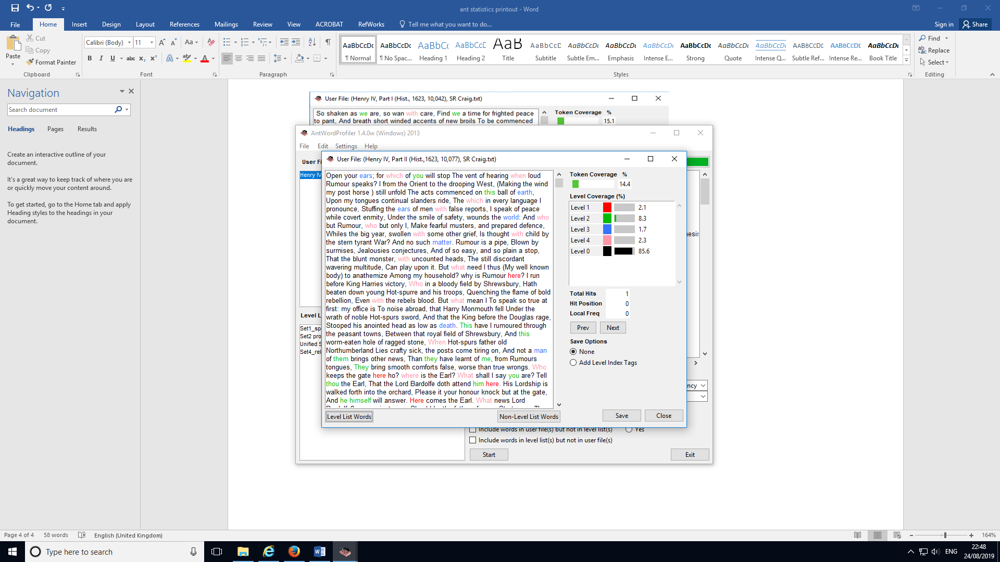 ant statistics printout - Word
File Home Insert Design Layout References Mailings Review View ACROBAT RefWorks Tell me what you want to do... Sign in Share
Paste
Cut
Copy
Format Painter
Clipboard
Calibri (Body) 11
Font
Paragraph
AaBbCcDc AaBbCcDc AaBbCc AaBbCcD AaB AaBbCcD AaBbCcDc AaBbCcDc AaBbCcDc AaBbCcDc AaBbCcDc AaBbCcDc AABBCCDE AABBCCDE AaBbCcDc
¶ Normal ¶ No Spac... Heading 1 Heading 2 Title Subtitle Subtle Em... Emphasis Intense E... Strong Quote Intense Q... Subtle Ref... Intense Re... Book Title
Styles
Find
Replace
Select
Editing
Navigation
Search document
Headings Pages Results
Create an interactive outline of your
document.
It's a great way to keep track of where you are
or quickly move your content around.
To get started, go to the Home tab and apply
Heading styles to the headings in your
document.
User File: (Henry IV, Part I (Hist., 1623, 10,042), SR Craig.txt)
So shaken as we are, so wan with care, Find we a time for frighted peace
to pant, And breath short winded accents of new broils To be commenced
Token Coverage %
15.1
AntWordProfiler 1.4.0w (Windows) 2013
File Edit Settings Help
User Fi
Henry IV
Level L
Set1_sp
Set2 pro
Unified S
Set4_rel
User File: (Henry IV, Part II (Hist.,1623, 10,077), SR Craig.txt)
Open your ears; for which of you will stop The vent of hearing when loud
Rumour speaks? I from the Orient to the drooping West, (Making the wind
my post horse ) still unfold The acts commenced on this ball of earth,
Upon my tongues continual slanders ride, The which in every language I
pronounce, Stuffing the ears of men with false reports, I speak of peace
while covert enmity, Under the smile of safety, wounds the world: And who
but Rumour, who but only I, Make fearful musters, and prepared defence,
Whiles the big year, swollen with some other grief, Is thought with child by
the stern tyrant War? And no such matter. Rumour is a pipe, Blown by
surmises, Jealousies conjectures, And of so easy, and so plain a stop,
That the blunt monster, with uncounted heads, The still discordant
wavering multitude, Can play upon it. But what need I thus (My well known
body) to anathemize Among my household? why is Rumour here? I run
before King Harries victory, Who in a bloody field by Shrewsbury, Hath
beaten down young Hot-spurre and his troops, Quenching the flame of bold
rebellion, Even with the rebels blood. But what mean I To speak so true at
first: my office is To noise abroad, that Harry Monmouth fell Under the
wrath of noble Hot-spurs sword, And that the King before the Douglas rage,
Stooped his anointed head as low as death. This have I rumoured through
the peasant towns, Between that royal field of Shrewsbury, And this
worm-eaten hole of ragged stone, When Hot-spurs father old
Northumberland Lies crafty sick, the posts come tiring on, And not a man
of them brings other news, Than they have learnt of me, from Rumours
tongues, They bring smooth comforts false, worse than true wrongs. Who
keeps the gate here ho? where is the Earl? What shall I say you are? Tell
thou the Earl, That the Lord Bardolfe doth attend him here. His Lordship is
walked forth into the orchard, Please it your honour knock but at the gate,
And he himself will answer. Here comes the Earl. What news Lord
Level List Words Non-Level List Words
Token Coverage %
14.4
Level Coverage (%)
Level 1 2.1
Level 2 8.3
Level 3 1.7
Level 4 2.3
Level 0 85.6
Total Hits 1
Hit Position 0
Local Freq 0
Prev Next
Save Options
None
Add Level Index Tags
Save Close
nesis
ncy
Include words in user file(s) but not in level list(s) Yes
Include words in level list(s) but not in user file(s)
Start Exit
Page 4 of 4 58 words English (United Kingdom) 164%
Type here to search
ENG
22:48
24/08/2019